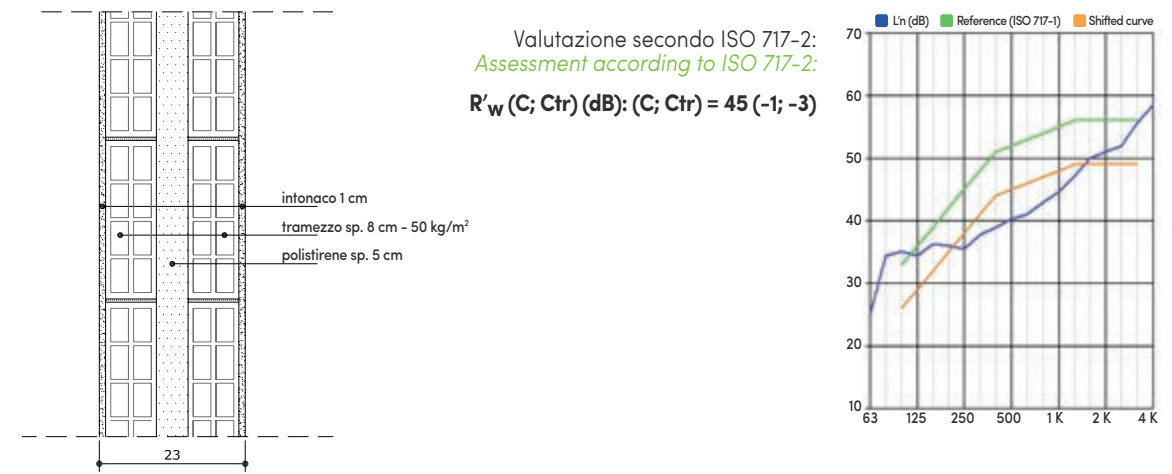 intonaco 1 cm
tramezzo sp. 8 cm - 50 kg/m²
polistirene sp. 5 cm
23
Valutazione secondo ISO 717-2:
Assessment according to ISO 717-2:
R'w (C; Ctr) (dB): (C; Ctr) = 45 (-1; -3)
L'n (dB) Reference (ISO 717-1) Shifted curve
70
60
50
40
30
20
10
63 125 250 500 1 K 2 K 4 K